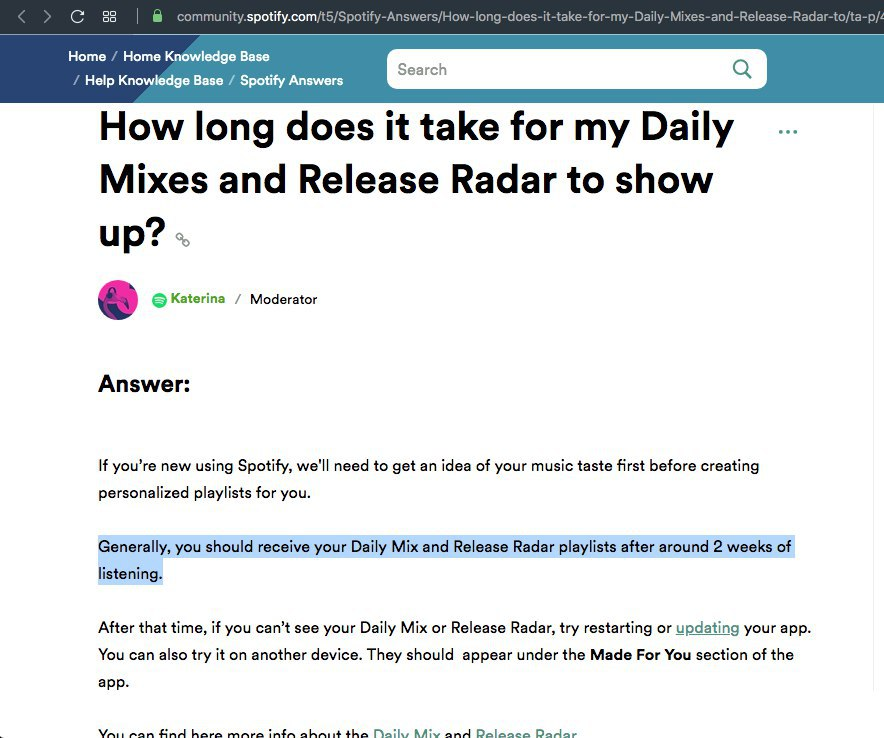 community.spotify.com/t5/Spotify-Answers/How-long-does-it-take-for-my-Daily-Mixes-and-Release-Radar-to/ta-p/4
Home / Home Knowledge Base
/ Help Knowledge Base / Spotify Answers
Search
How long does it take for my Daily
Mixes and Release Radar to show
up?
Katerina / Moderator
Answer:
If you’re new using Spotify, we'll need to get an idea of your music taste first before creating
personalized playlists for you.
Generally, you should receive your Daily Mix and Release Radar playlists after around 2 weeks of
listening.
After that time, if you can’t see your Daily Mix or Release Radar, try restarting or updating your app.
You can also try it on another device. They should appear under the Made For You section of the
app.
You can find here more info about the Daily Mix and Release Radar